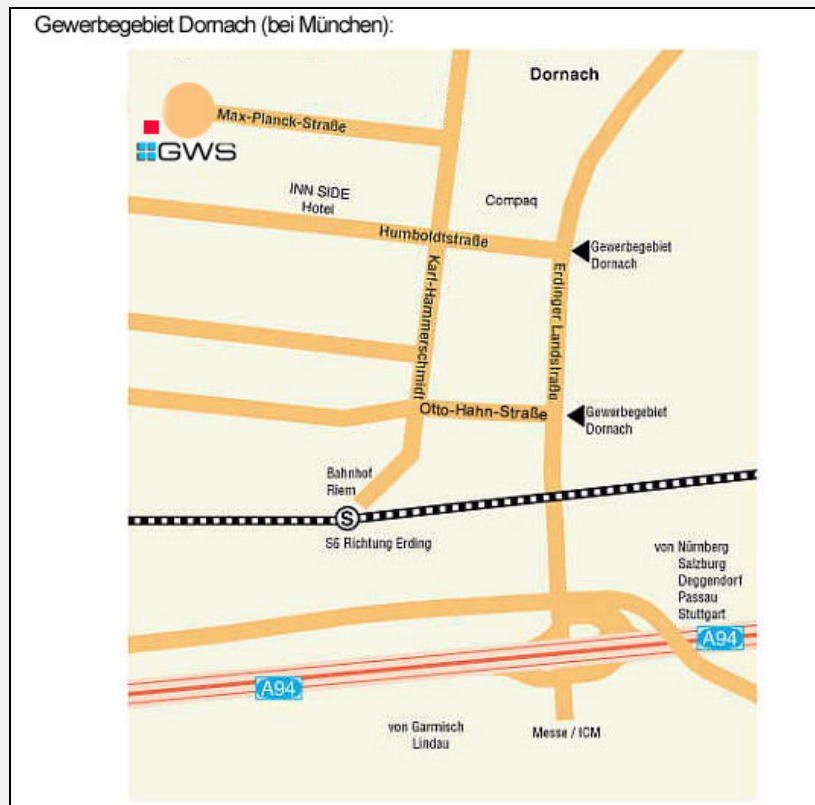 Gewerbegebiet Dornach (bei München):
Dornach
Max-Planck-Straße
GWS
INN SIDE
Hotel
Compaq
Humboldtstraße
Gewerbegebiet
Dornach
Karl-Hammerschmidt
Erdinger Landstraße
Otto-Hahn-Straße
Gewerbegebiet
Dornach
Bahnhof
Riem
S
S6 Richtung Erding
von Nürnberg
Salzburg
Deggendorf
Passau
Stuttgart
A94
A94
von Garmisch
Lindau
Messe / ICM